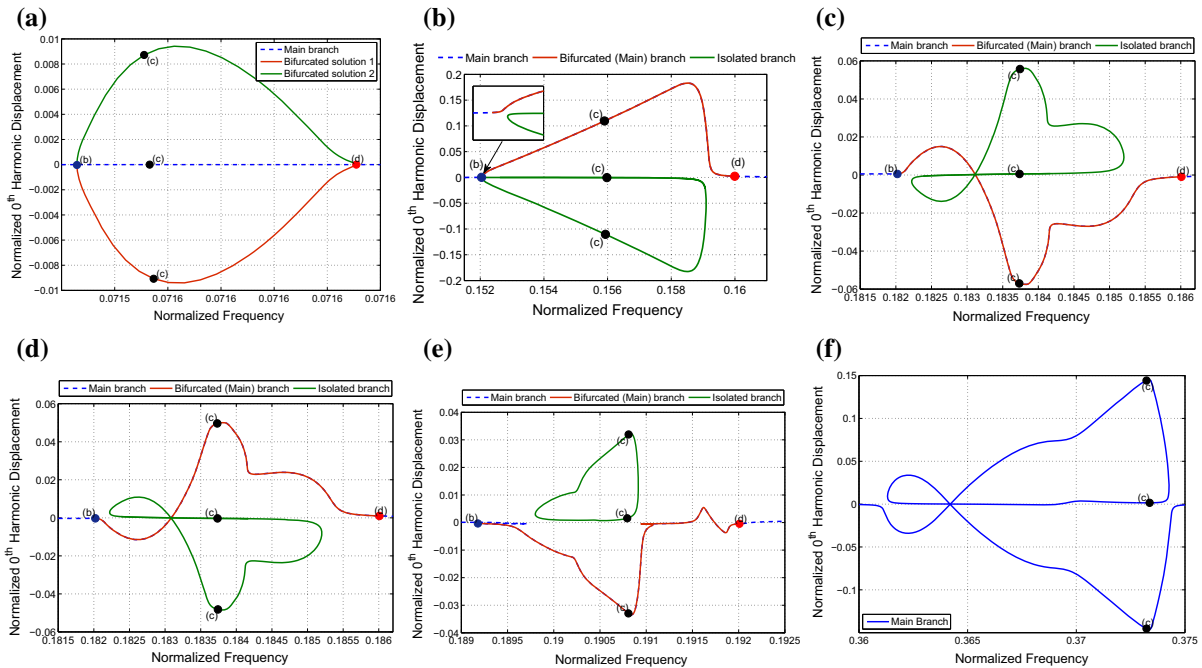 (a)
0.01
0.008
0.006
0.004
0.002
0
−0.002
−0.004
−0.006
−0.008
−0.01
Normalized 0th Harmonic Displacement
Main branch
Bifurcated solution 1
Bifurcated solution 2
(c)
(b)
(c)
(d)
(c)
0.0715 0.0716 0.0716 0.0716 0.0716 0.0716
Normalized Frequency
(b)
Main branch Bifurcated (Main) branch Isolated branch
0.2
0.15
0.1
0.05
0
−0.05
−0.1
−0.15
−0.2
Normalized 0th Harmonic Displacement
(c)
(b)
(c)
(d)
(c)
0.152 0.154 0.156 0.158 0.16
Normalized Frequency
(c)
Main branch Bifurcated (Main) branch Isolated branch
0.06
0.04
0.02
0
−0.02
−0.04
−0.06
Normalized 0th Harmonic Displacement
(c)
(b)
(c)
(d)
(c)
0.1815 0.182 0.1825 0.183 0.1835 0.184 0.1845 0.185 0.1855 0.186
Normalized Frequency
(d)
Main branch Bifurcated (Main) branch Isolated branch
0.06
0.04
0.02
0
−0.02
−0.04
−0.06
Normalized 0th Harmonic Displacement
(c)
(b)
(c)
(d)
(c)
0.1815 0.182 0.1825 0.183 0.1835 0.184 0.1845 0.185 0.1855 0.186
Normalized Frequency
(e)
Main branch Bifurcated (Main) branch Isolated branch
0.04
0.03
0.02
0.01
0
−0.01
−0.02
−0.03
−0.04
Normalized 0th Harmonic Displacement
(c)
(b)
(c)
(d)
(c)
0.189 0.1895 0.19 0.1905 0.191 0.1915 0.192 0.1925
Normalized Frequency
(f)
0.15
0.1
0.05
0
−0.05
−0.1
Normalized 0th Harmonic Displacement
(c)
(c)
(c)
Main Branch
0.36 0.365 0.37 0.375
Normalized Frequency